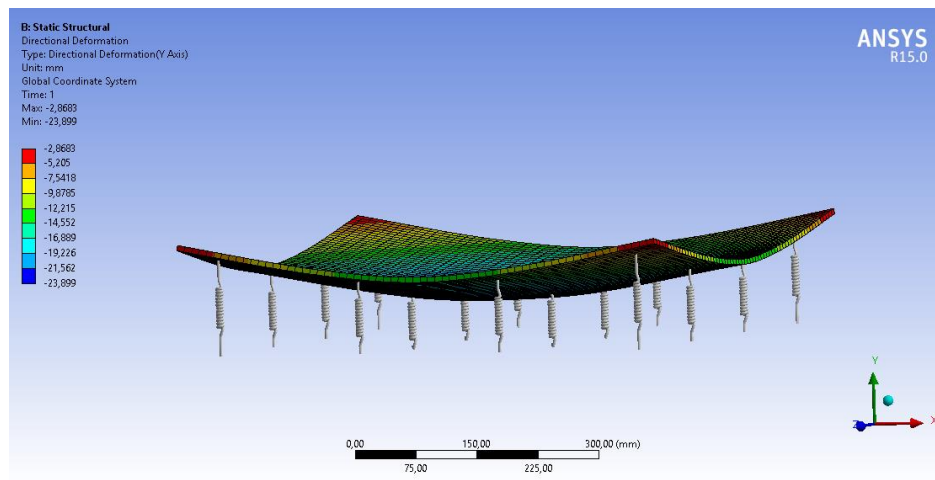 B: Static Structural
Directional Deformation
Type: Directional Deformation(Y Axis)
Unit: mm
Global Coordinate System
Time: 1
Max: -2,8683
Min: -23,899
ANSYS
R15.0
-2,8683
-5,205
-7,5418
-9,8785
-12,215
-14,552
-16,889
-19,226
-21,562
-23,899
Y
Z
X
0,00 150,00 300,00 (mm)
75,00 225,00